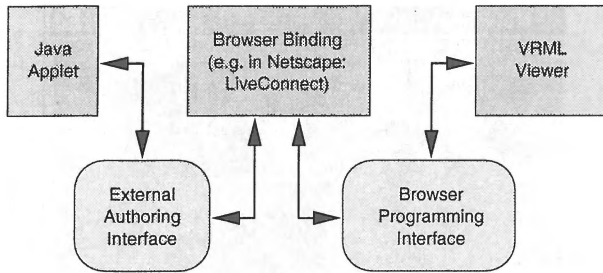 Java
Applet
Browser Binding
(e.g. in Netscape:
LiveConnect)
VRML
Viewer
External
Authoring
Interface
Browser
Programming
Interface